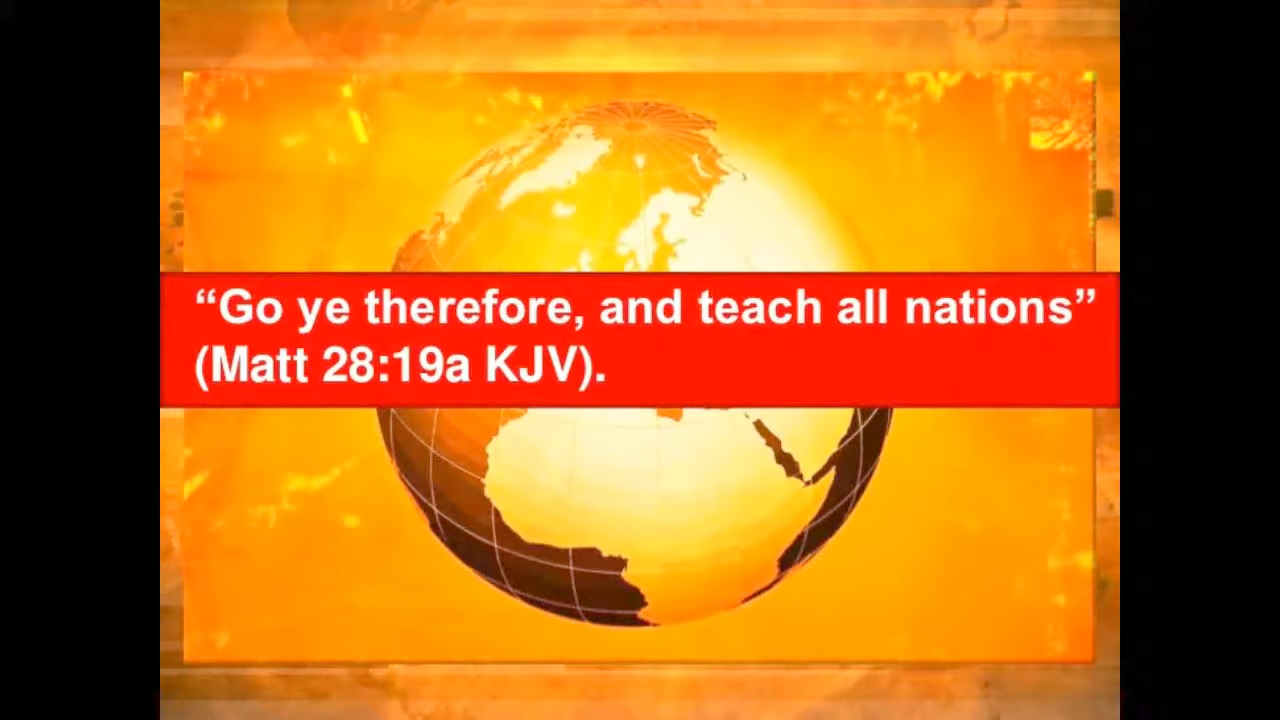 “Go ye therefore, and teach all nations”
(Matt 28:19a KJV).